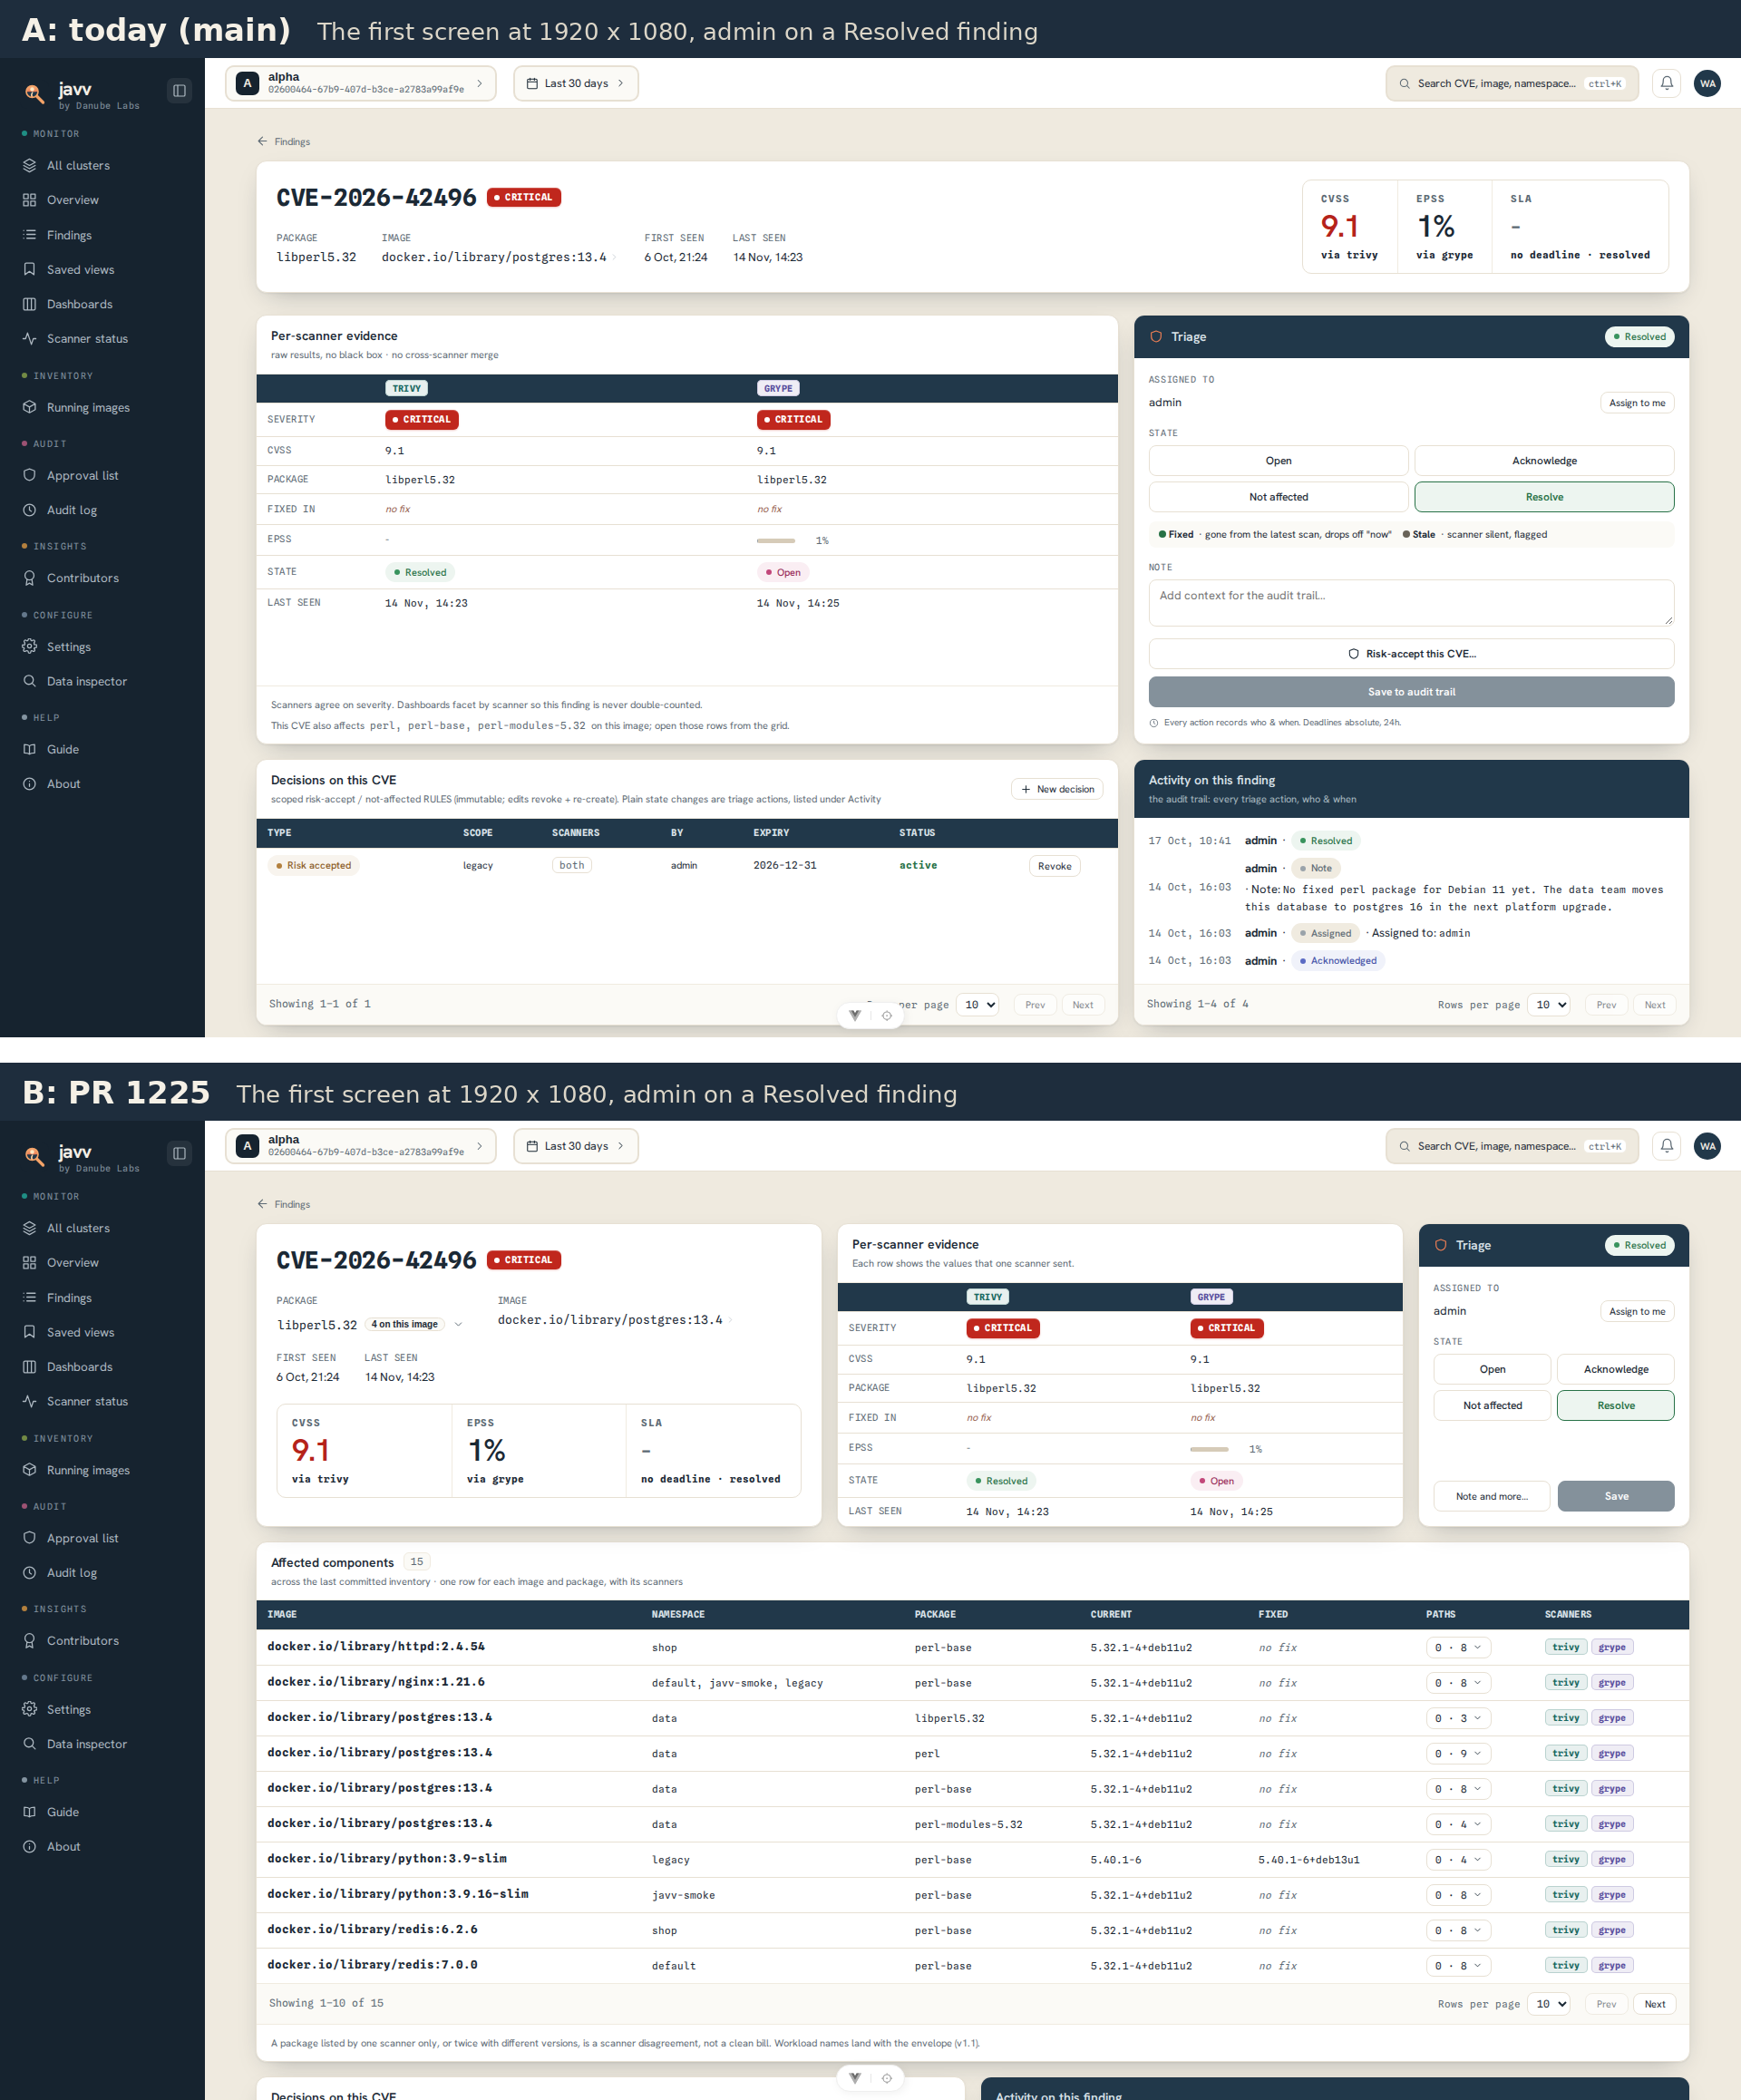 A: today (main) The first screen at 1920 x 1080, admin on a Resolved finding
javv
by Danube Labs
MONITOR
All clusters
Overview
Findings
Saved views
Dashboards
Scanner status
INVENTORY
Running images
AUDIT
Approval list
Audit log
INSIGHTS
Contributors
CONFIGURE
Settings
Data inspector
HELP
Guide
About
A alpha
02600464-67b9-407d-b3ce-a2783a99af9e
Last 30 days
Search CVE, image, namespace... ctrl+K
WA
Findings
CVE-2026-42496 CRITICAL
PACKAGE IMAGE FIRST SEEN LAST SEEN
libperl5.32 docker.io/library/postgres:13.4 6 Oct, 21:24 14 Nov, 14:23
CVSS EPSS SLA
9.1 1% -
via trivy via grype no deadline · resolved
Per-scanner evidence
raw results, no black box · no cross-scanner merge
TRIVY GRYPE
SEVERITY CRITICAL CRITICAL
CVSS 9.1 9.1
PACKAGE libperl5.32 libperl5.32
FIXED IN no fix no fix
EPSS - 1%
STATE Resolved Open
LAST SEEN 14 Nov, 14:23 14 Nov, 14:25
Scanners agree on severity. Dashboards facet by scanner so this finding is never double-counted.
This CVE also affects perl, perl-base, perl-modules-5.32 on this image; open those rows from the grid.
Triage Resolved
ASSIGNED TO
admin Assign to me
STATE
Open Acknowledge
Not affected Resolve
Fixed · gone from the latest scan, drops off "now" Stale · scanner silent, flagged
NOTE
Add context for the audit trail...
Risk-accept this CVE...
Save to audit trail
Every action records who & when. Deadlines absolute, 24h.
Decisions on this CVE
scoped risk-accept / not-affected RULES (immutable; edits revoke + re-create). Plain state changes are triage actions, listed under Activity
+ New decision
TYPE SCOPE SCANNERS BY EXPIRY STATUS
Risk accepted legacy both admin 2026-12-31 active Revoke
Showing 1-1 of 1 per page 10 Prev Next
Activity on this finding
the audit trail: every triage action, who & when
17 Oct, 10:41 admin · Resolved
14 Oct, 16:03 admin · Note
· Note: No fixed perl package for Debian 11 yet. The data team moves
this database to postgres 16 in the next platform upgrade.
14 Oct, 16:03 admin · Assigned · Assigned to: admin
14 Oct, 16:03 admin · Acknowledged
Showing 1-4 of 4 Rows per page 10 Prev Next
B: PR 1225 The first screen at 1920 x 1080, admin on a Resolved finding
javv
by Danube Labs
MONITOR
All clusters
Overview
Findings
Saved views
Dashboards
Scanner status
INVENTORY
Running images
AUDIT
Approval list
Audit log
INSIGHTS
Contributors
CONFIGURE
Settings
Data inspector
HELP
Guide
About
A alpha
02600464-67b9-407d-b3ce-a2783a99af9e
Last 30 days
Search CVE, image, namespace... ctrl+K
WA
Findings
CVE-2026-42496 CRITICAL
PACKAGE IMAGE
libperl5.32 4 on this image docker.io/library/postgres:13.4
FIRST SEEN LAST SEEN
6 Oct, 21:24 14 Nov, 14:23
CVSS EPSS SLA
9.1 1% -
via trivy via grype no deadline · resolved
Per-scanner evidence
Each row shows the values that one scanner sent.
TRIVY GRYPE
SEVERITY CRITICAL CRITICAL
CVSS 9.1 9.1
PACKAGE libperl5.32 libperl5.32
FIXED IN no fix no fix
EPSS - 1%
STATE Resolved Open
LAST SEEN 14 Nov, 14:23 14 Nov, 14:25
Triage Resolved
ASSIGNED TO
admin Assign to me
STATE
Open Acknowledge
Not affected Resolve
Note and more... Save
Affected components 15
across the last committed inventory · one row for each image and package, with its scanners
IMAGE NAMESPACE PACKAGE CURRENT FIXED PATHS SCANNERS
docker.io/library/httpd:2.4.54 shop perl-base 5.32.1-4+deb11u2 no fix 0 · 8 trivy grype
docker.io/library/nginx:1.21.6 default, javv-smoke, legacy perl-base 5.32.1-4+deb11u2 no fix 0 · 8 trivy grype
docker.io/library/postgres:13.4 data libperl5.32 5.32.1-4+deb11u2 no fix 0 · 3 trivy grype
docker.io/library/postgres:13.4 data perl 5.32.1-4+deb11u2 no fix 0 · 9 trivy grype
docker.io/library/postgres:13.4 data perl-base 5.32.1-4+deb11u2 no fix 0 · 8 trivy grype
docker.io/library/postgres:13.4 data perl-modules-5.32 5.32.1-4+deb11u2 no fix 0 · 4 trivy grype
docker.io/library/python:3.9-slim legacy perl-base 5.40.1-6 5.40.1-6+deb13u1 0 · 4 trivy grype
docker.io/library/python:3.9.16-slim javv-smoke perl-base 5.32.1-4+deb11u2 no fix 0 · 8 trivy grype
docker.io/library/redis:6.2.6 shop perl-base 5.32.1-4+deb11u2 no fix 0 · 8 trivy grype
docker.io/library/redis:7.0.0 default perl-base 5.32.1-4+deb11u2 no fix 0 · 8 trivy grype
Showing 1-10 of 15 Rows per page 10 Prev Next
A package listed by one scanner only, or twice with different versions, is a scanner disagreement, not a clean bill. Workload names land with the envelope (v1.1).
Decisions on this CVE
Activity on this finding